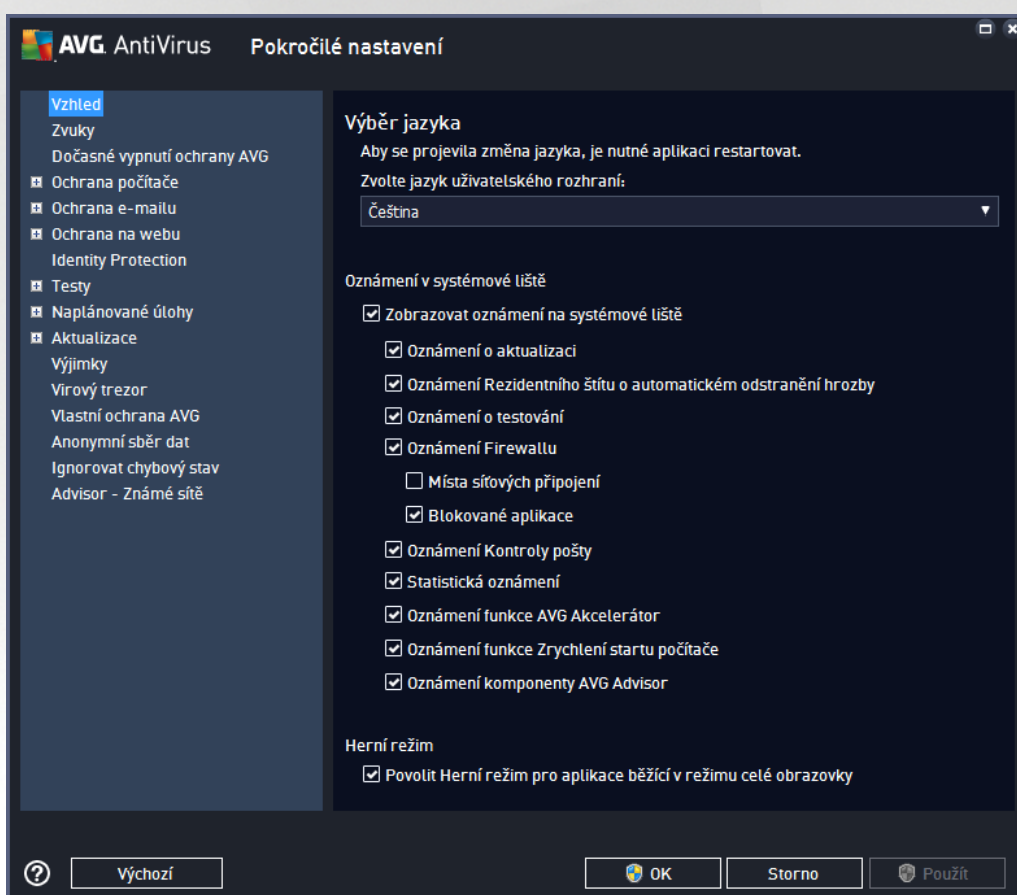 AVG. AntiVirus Pokročilé nastavení
Vzhled
Zvuky
Dočasné vypnutí ochrany AVG
Ochrana počítače
Ochrana e-mailu
Ochrana na webu
Identity Protection
Testy
Naplánované úlohy
Aktualizace
Výjimky
Virový trezor
Vlastní ochrana AVG
Anonymní sběr dat
Ignorovat chybový stav
Advisor - Známé sítě
Výběr jazyka
Aby se projevila změna jazyka, je nutné aplikaci restartovat.
Zvolte jazyk uživatelského rozhraní:
Čeština
Oznámení v systémové liště
Zobrazovat oznámení na systémové liště
Oznámení o aktualizaci
Oznámení Rezidentního štítu o automatickém odstranění hrozby
Oznámení o testování
Oznámení Firewallu
Místa síťových připojení
Blokované aplikace
Oznámení Kontroly pošty
Statistická oznámení
Oznámení funkce AVG Akcelerátor
Oznámení funkce Zrychlení startu počítače
Oznámení komponenty AVG Advisor
Herní režim
Povolit Herní režim pro aplikace běžící v režimu celé obrazovky
? Výchozí OK Storno Použít